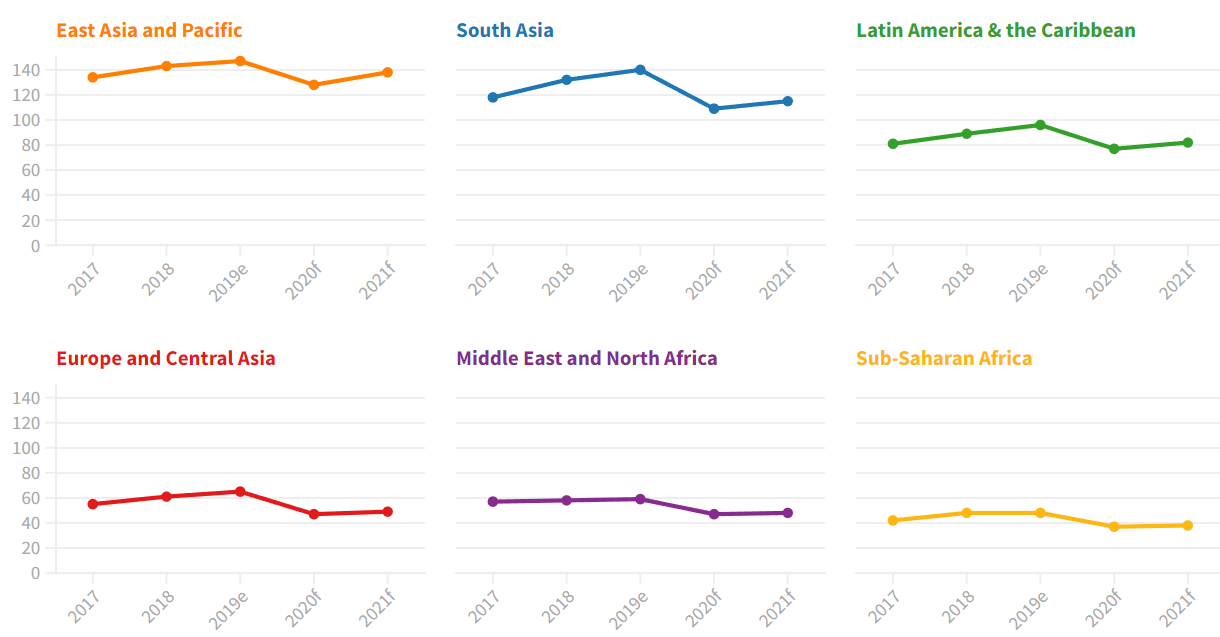 East Asia and Pacific
South Asia
Latin America & the Caribbean
140
120
100
80
60
40
20
0
2017 2018 2019e 2020f 2021f
2017 2018 2019e 2020f 2021f
2017 2018 2019e 2020f 2021f
Europe and Central Asia
Middle East and North Africa
Sub-Saharan Africa
140
120
100
80
60
40
20
0
2017 2018 2019e 2020f 2021f
2017 2018 2019e 2020f 2021f
2017 2018 2019e 2020f 2021f